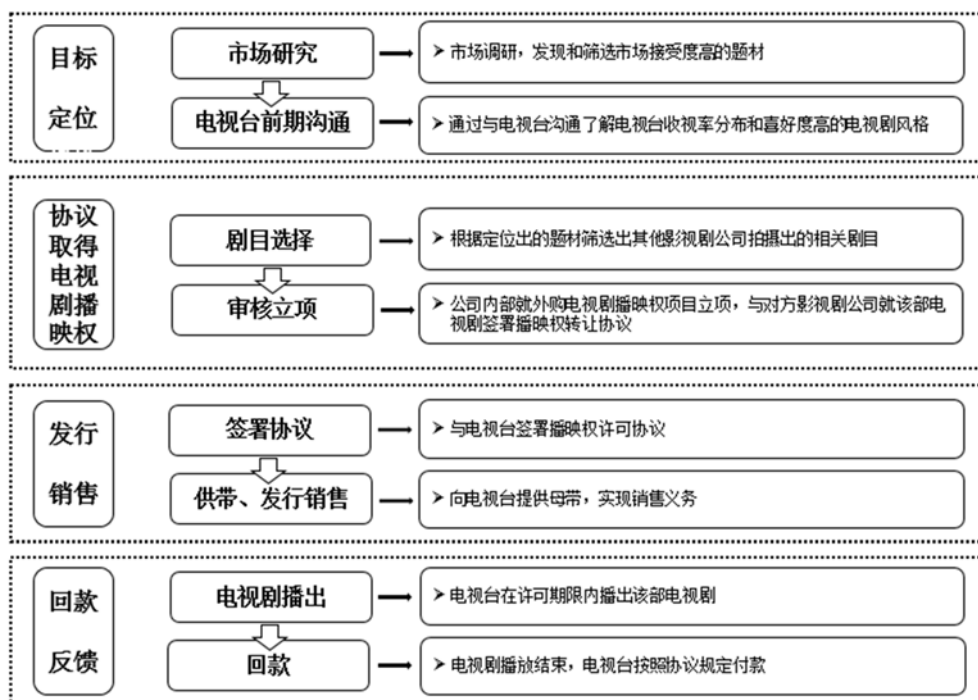 目标
定位
市场研究
➢ 市场调研，发现和筛选市场接受度高的题材
电视台前期沟通
➢ 通过与电视台沟通了解电视台收视率分布和喜好度高的电视剧风格
协议
取得
电视
剧播
映权
剧目选择
➢ 根据定位出的题材筛选出其他影视剧公司拍摄出的相关剧目
审核立项
➢ 公司内部就外购电视剧播映权项目立项，与对方影视剧公司就该部电
视剧签署播映权转让协议
发行
销售
签署协议
➢ 与电视台签署播映权许可协议
供带、发行销售
➢ 向电视台提供母带，实现销售义务
回款
反馈
电视剧播出
➢ 电视台在许可期限内播出该部电视剧
回款
➢ 电视剧播放结束，电视台按照协议规定付款